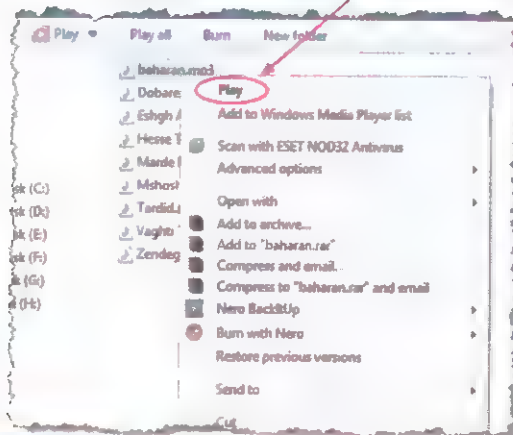 Play Play all Burn New folder
baharan.mp3
Play
Dobare
Add to Windows Media Player list
Eshgh
Hesse
Scan with ESET NOD32 Antivirus
Marde
Advanced options
Mshos
sk (C:)
Open with
sk (D:)
Tardid
Add to archive...
sk (E:)
Vagh
Add to "baharan.rar"
sk (F:)
Zendeg
Compress and email...
k (G:)
Compress to "baharan.rar" and email
(H:)
Nero BackItUp
Burn with Nero
Restore previous versions
Send to
Cut